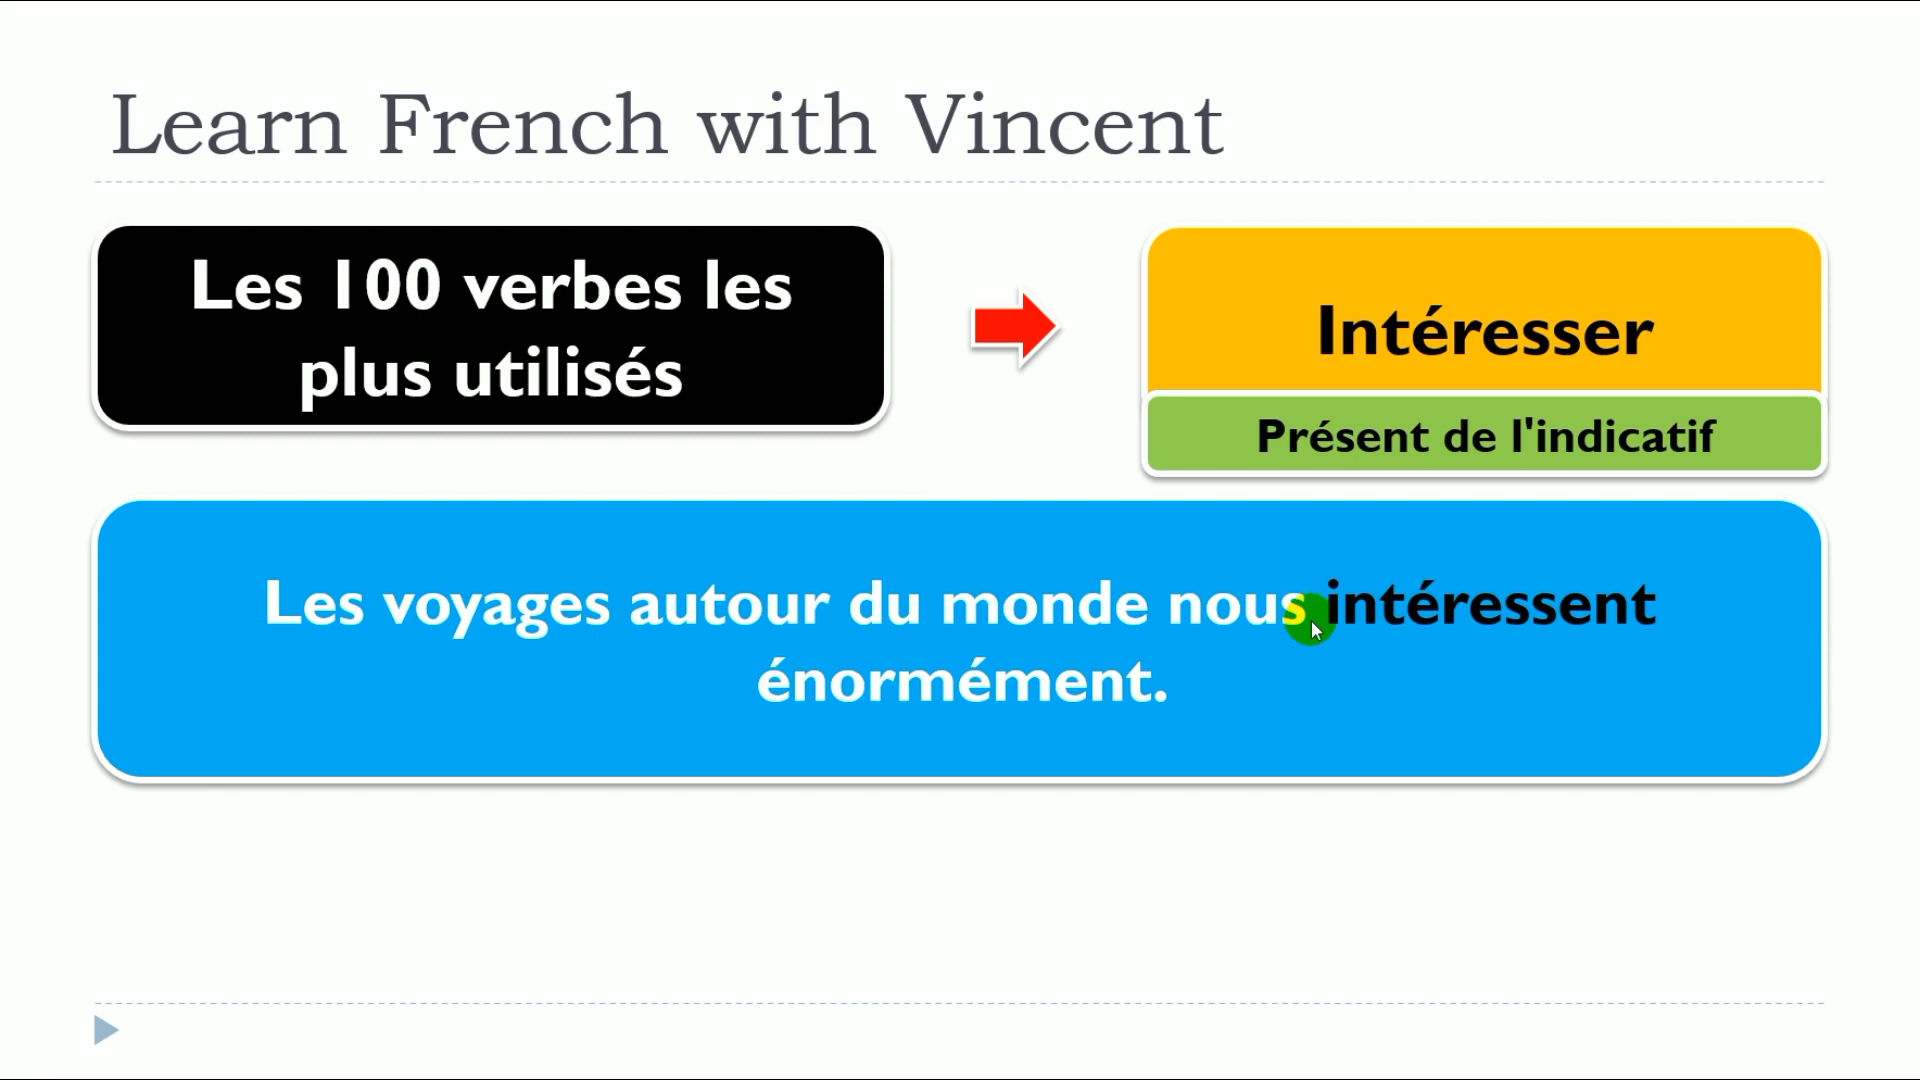 Learn French with Vincent
Les 100 verbes les
plus utilisés
Intéresser
Présent de l'indicatif
Les voyages autour du monde nous intéressent
énormément.